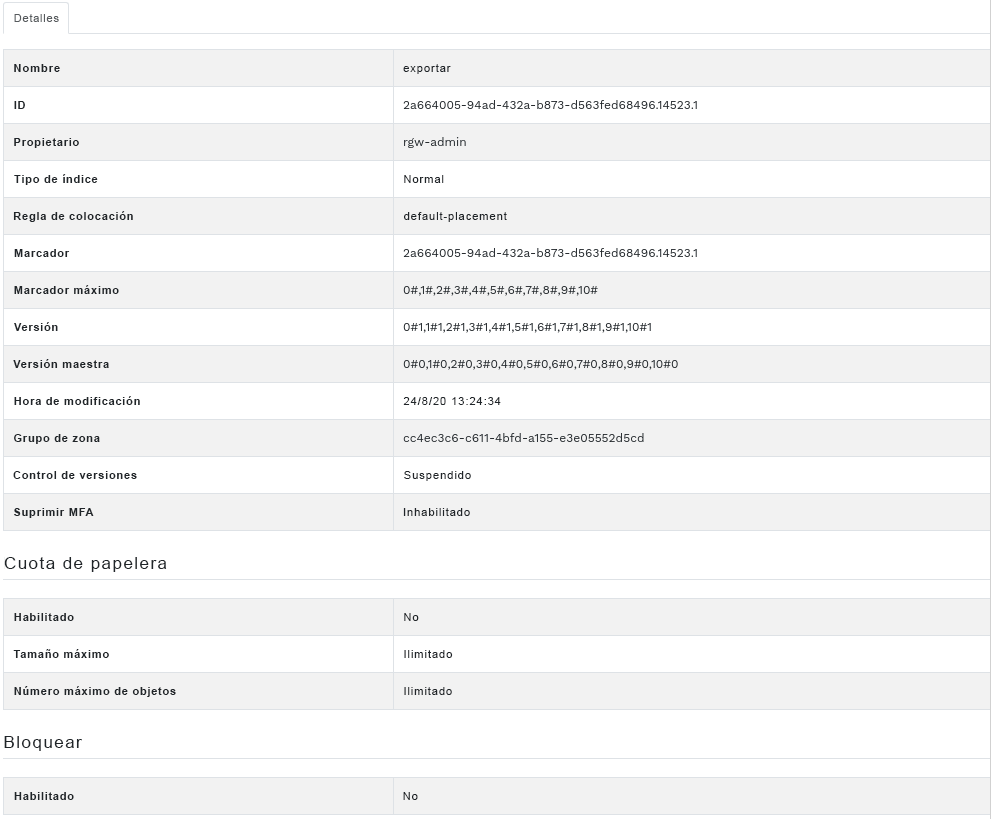 Detalles
Nombre exportar
ID 2a664005-94ad-432a-b873-d563fed68496.14523.1
Propietario rgw-admin
Tipo de índice Normal
Regla de colocación default-placement
Marcador 2a664005-94ad-432a-b873-d563fed68496.14523.1
Marcador máximo 0#,1#,2#,3#,4#,5#,6#,7#,8#,9#,10#
Versión 0#1,1#1,2#1,3#1,4#1,5#1,6#1,7#1,8#1,9#1,10#1
Versión maestra 0#0,1#0,2#0,3#0,4#0,5#0,6#0,7#0,8#0,9#0,10#0
Hora de modificación 24/8/20 13:24:34
Grupo de zona cc4ec3c6-c611-4bfd-a155-e3e05552d5cd
Control de versiones Suspendido
Suprimir MFA Inhabilitado
Cuota de papelera
Habilitado No
Tamaño máximo Ilimitado
Número máximo de objetos Ilimitado
Bloquear
Habilitado No